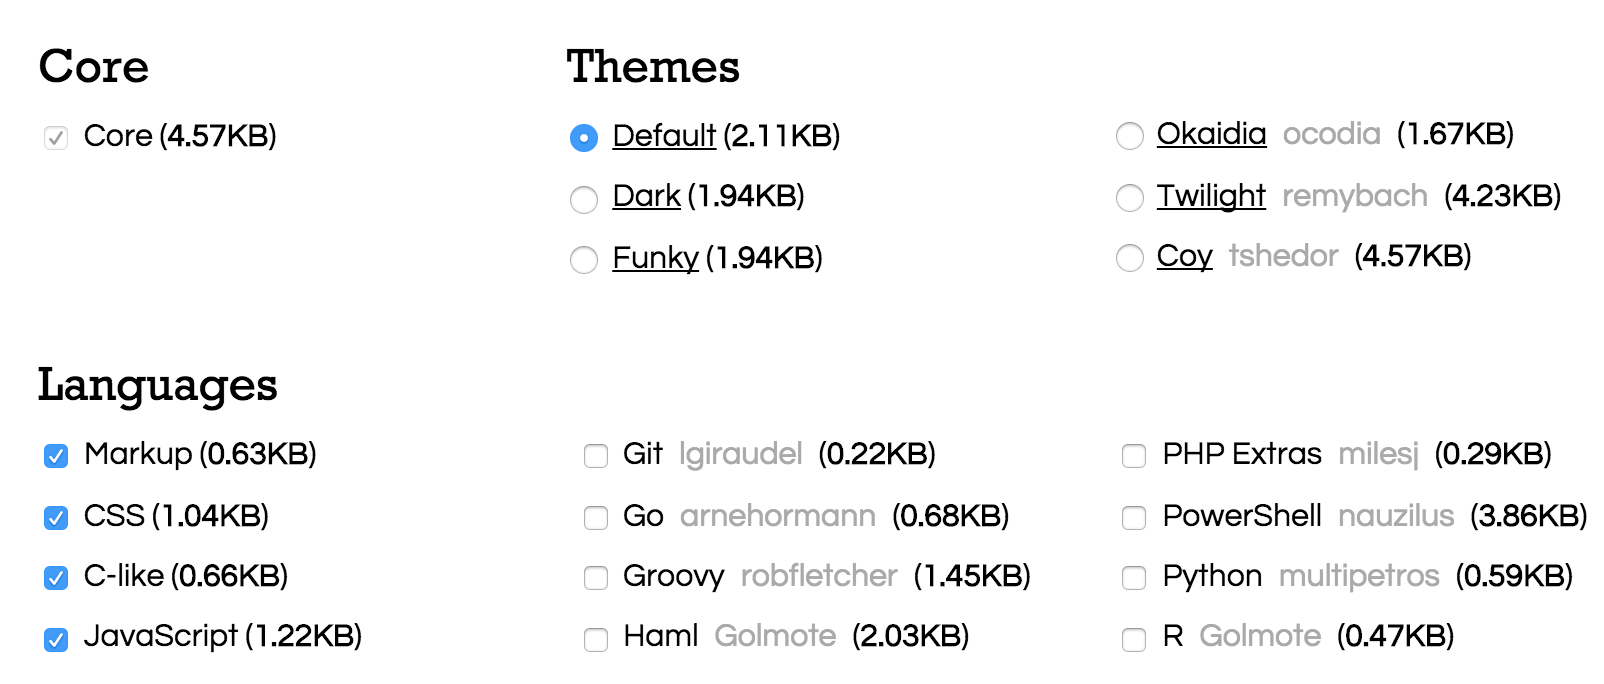 Core
Core (4.57KB)
Themes
Default (2.11KB)
Dark (1.94KB)
Funky (1.94KB)
Okaidia ocodia (1.67KB)
Twilight remybach (4.23KB)
Coy tshedor (4.57KB)
Languages
Markup (0.63KB)
CSS (1.04KB)
C-like (0.66KB)
JavaScript (1.22KB)
Git lgiraudel (0.22KB)
Go arnehormann (0.68KB)
Groovy robfletcher (1.45KB)
Haml Golmote (2.03KB)
PHP Extras milesj (0.29KB)
PowerShell nauzilus (3.86KB)
Python multipetros (0.59KB)
R Golmote (0.47KB)